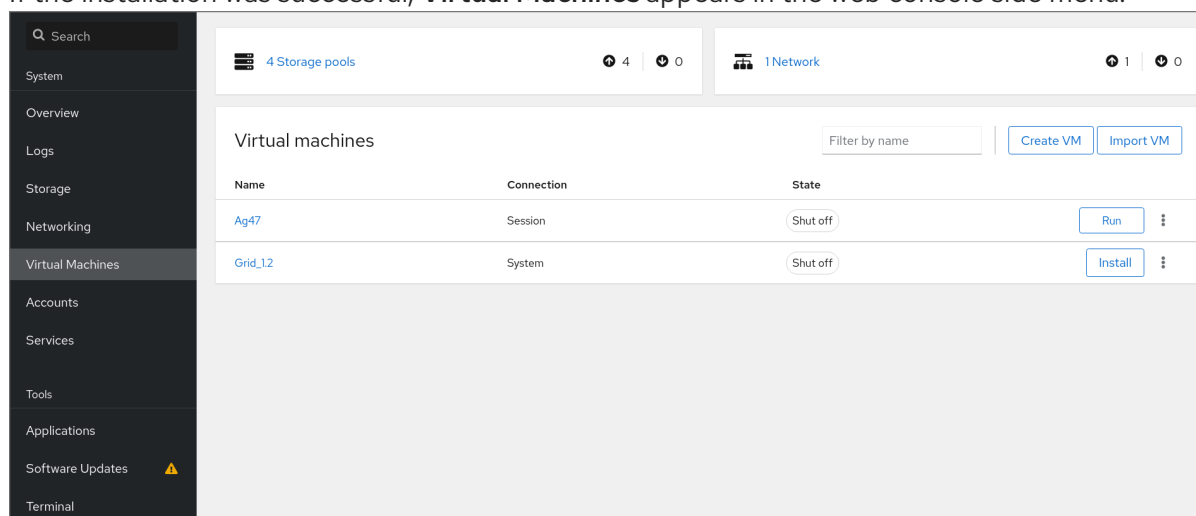 If the installation was successful, Virtual Machines appears in the web console side menu.
Search
System
Overview
Logs
Storage
Networking
Virtual Machines
Accounts
Services
Tools
Applications
Software Updates
Terminal
4 Storage pools 4 0
1 Network 1 0
Virtual machines Filter by name Create VM Import VM
Name Connection State
Ag47 Session Shut off Run
Grid_1.2 System Shut off Install